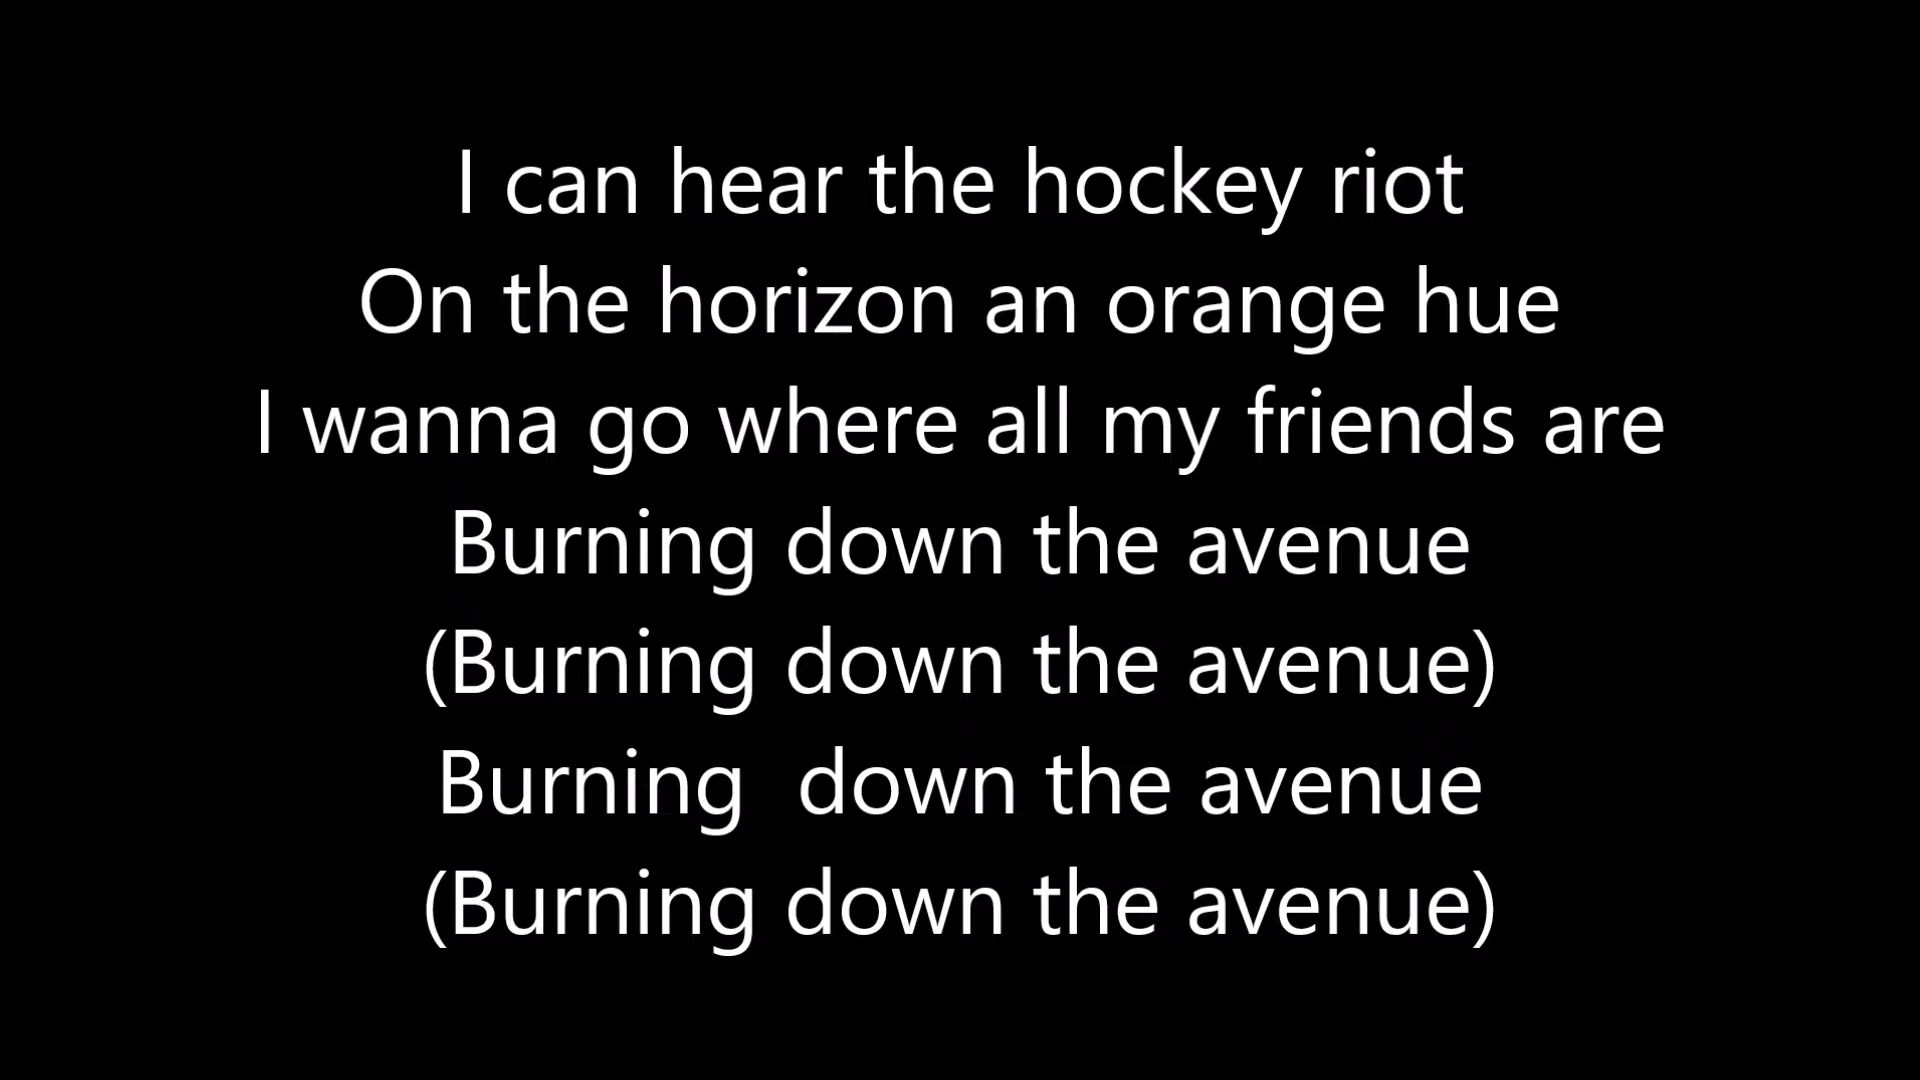 I can hear the hockey riot
On the horizon an orange hue
I wanna go where all my friends are
Burning down the avenue
(Burning down the avenue)
Burning  down the avenue
(Burning down the avenue)